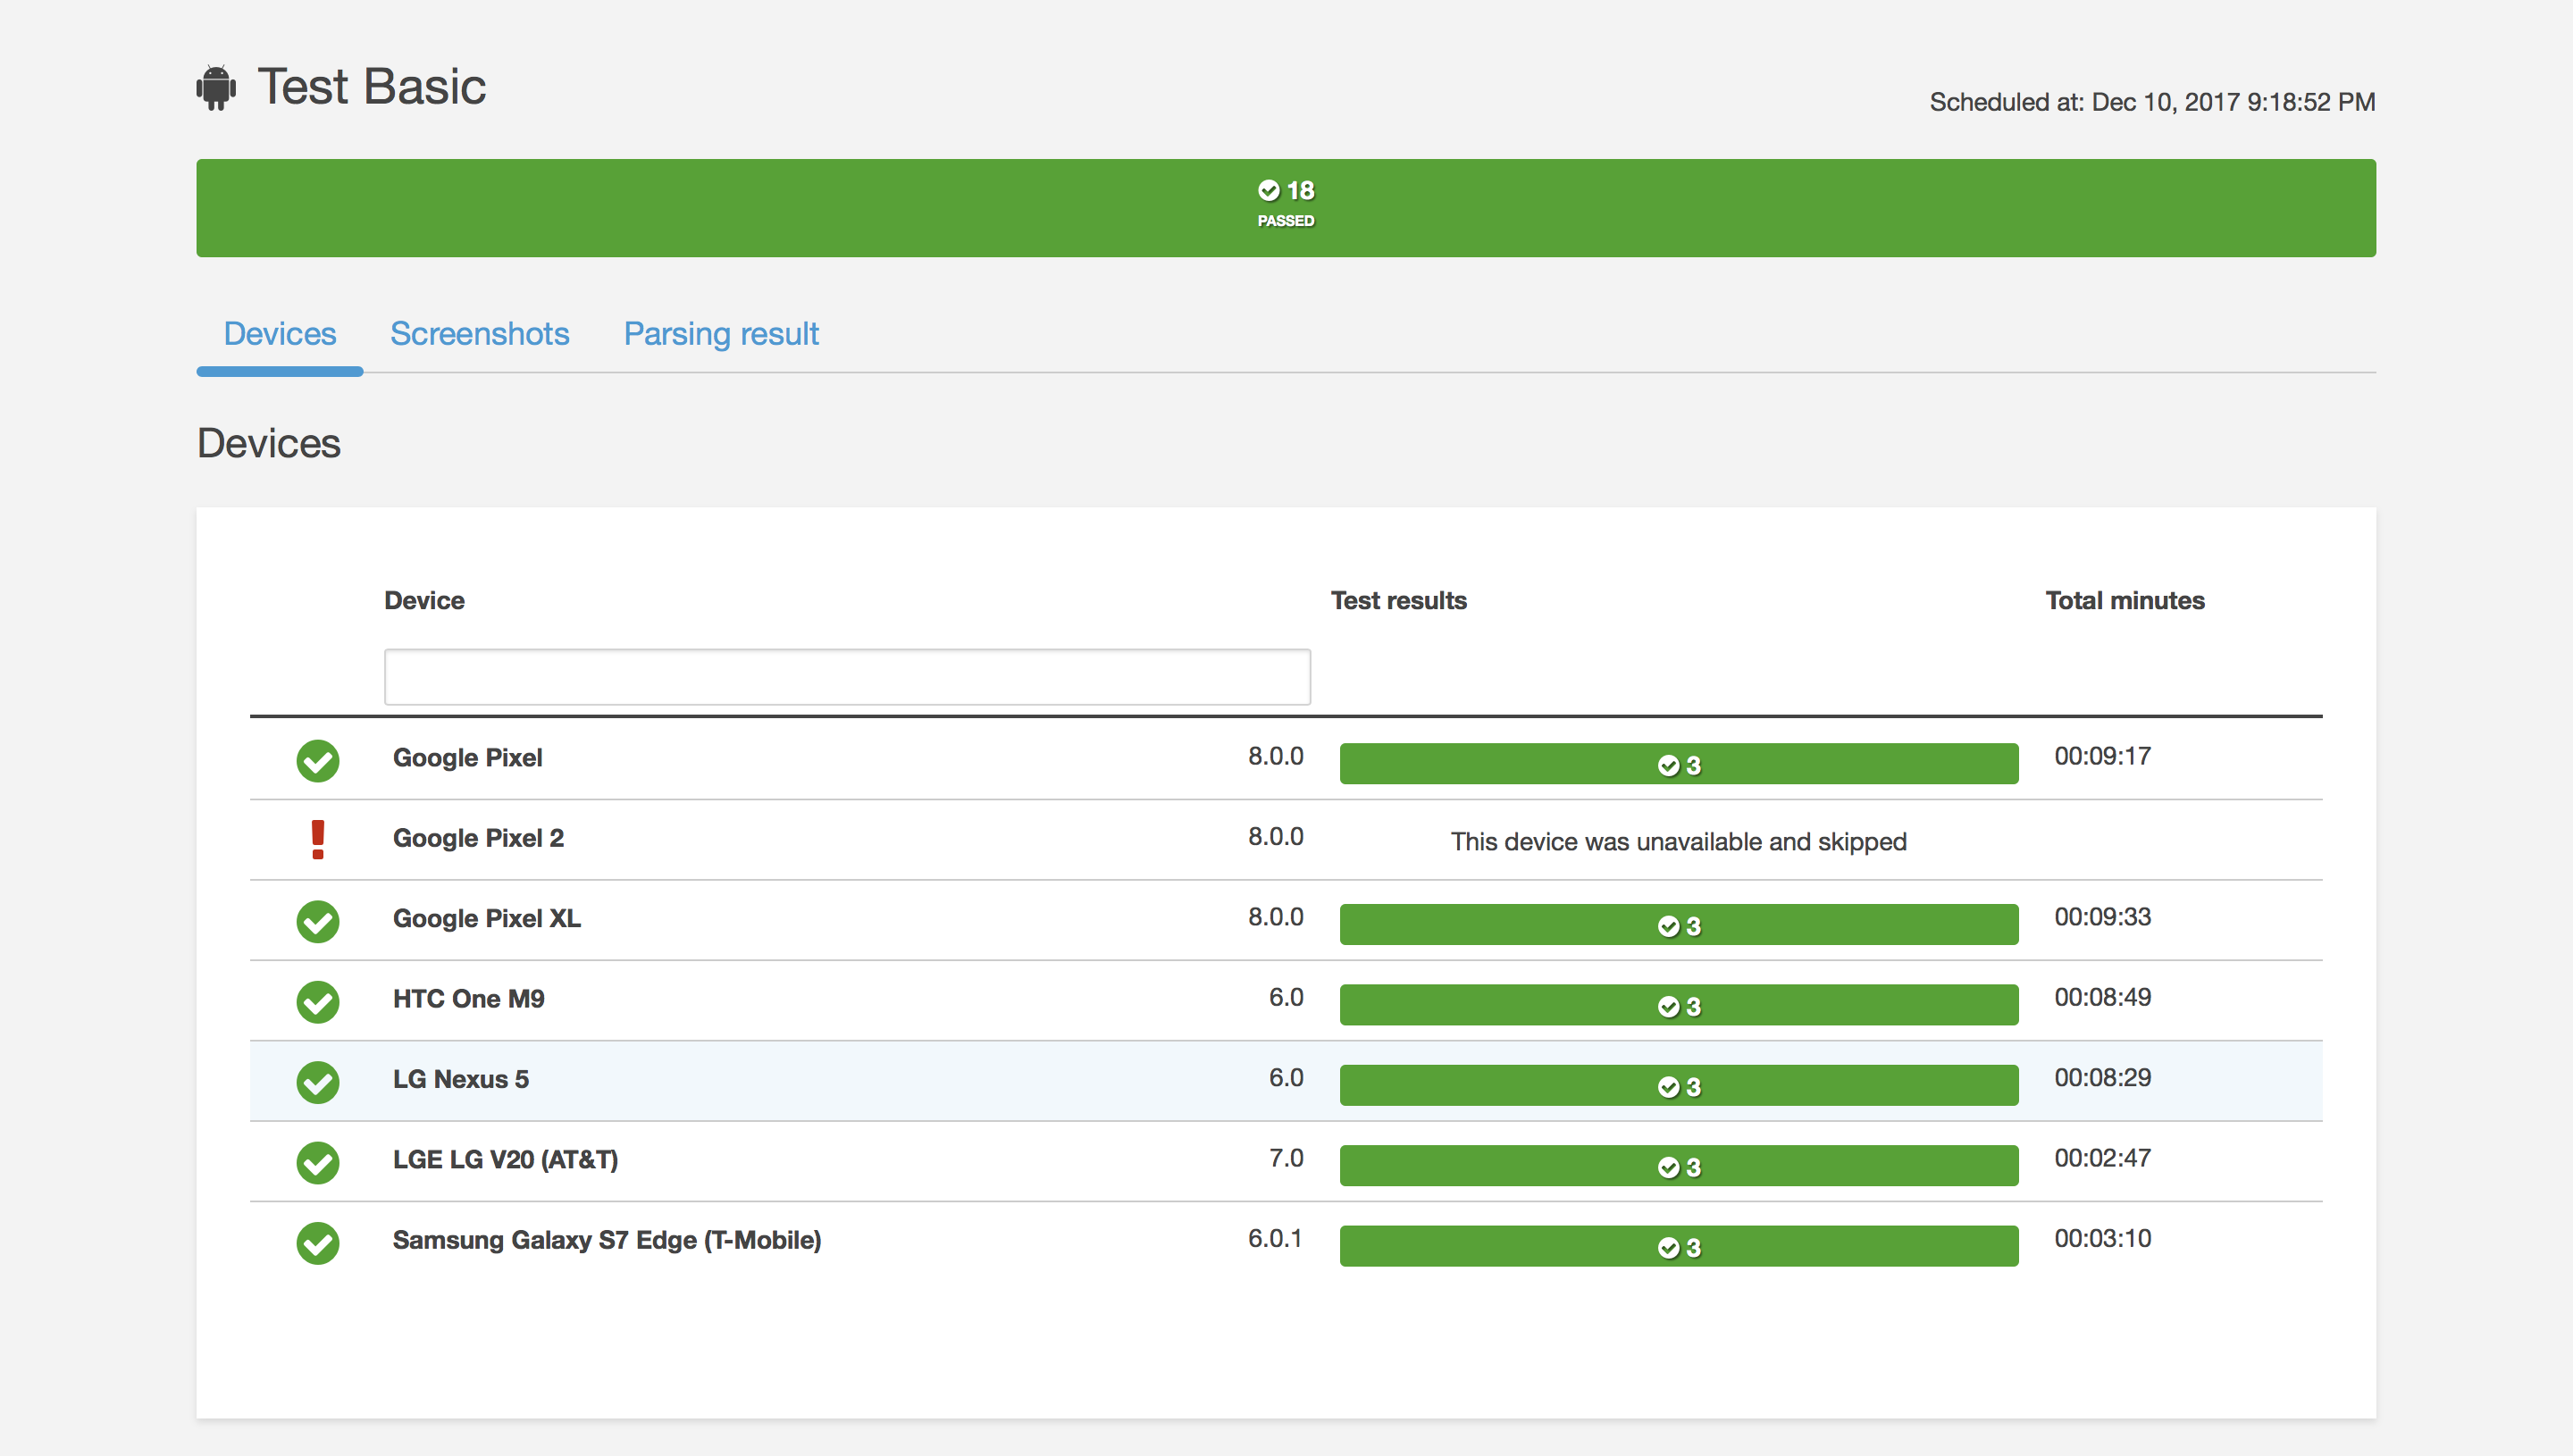 Test Basic
Scheduled at: Dec 10, 2017 9:18:52 PM
18
PASSED
Devices Screenshots Parsing result
Devices
Device Test results Total minutes
Google Pixel 8.0.0 3 00:09:17
Google Pixel 2 8.0.0 This device was unavailable and skipped
Google Pixel XL 8.0.0 3 00:09:33
HTC One M9 6.0 3 00:08:49
LG Nexus 5 6.0 3 00:08:29
LGE LG V20 (AT&T) 7.0 3 00:02:47
Samsung Galaxy S7 Edge (T-Mobile) 6.0.1 3 00:03:10